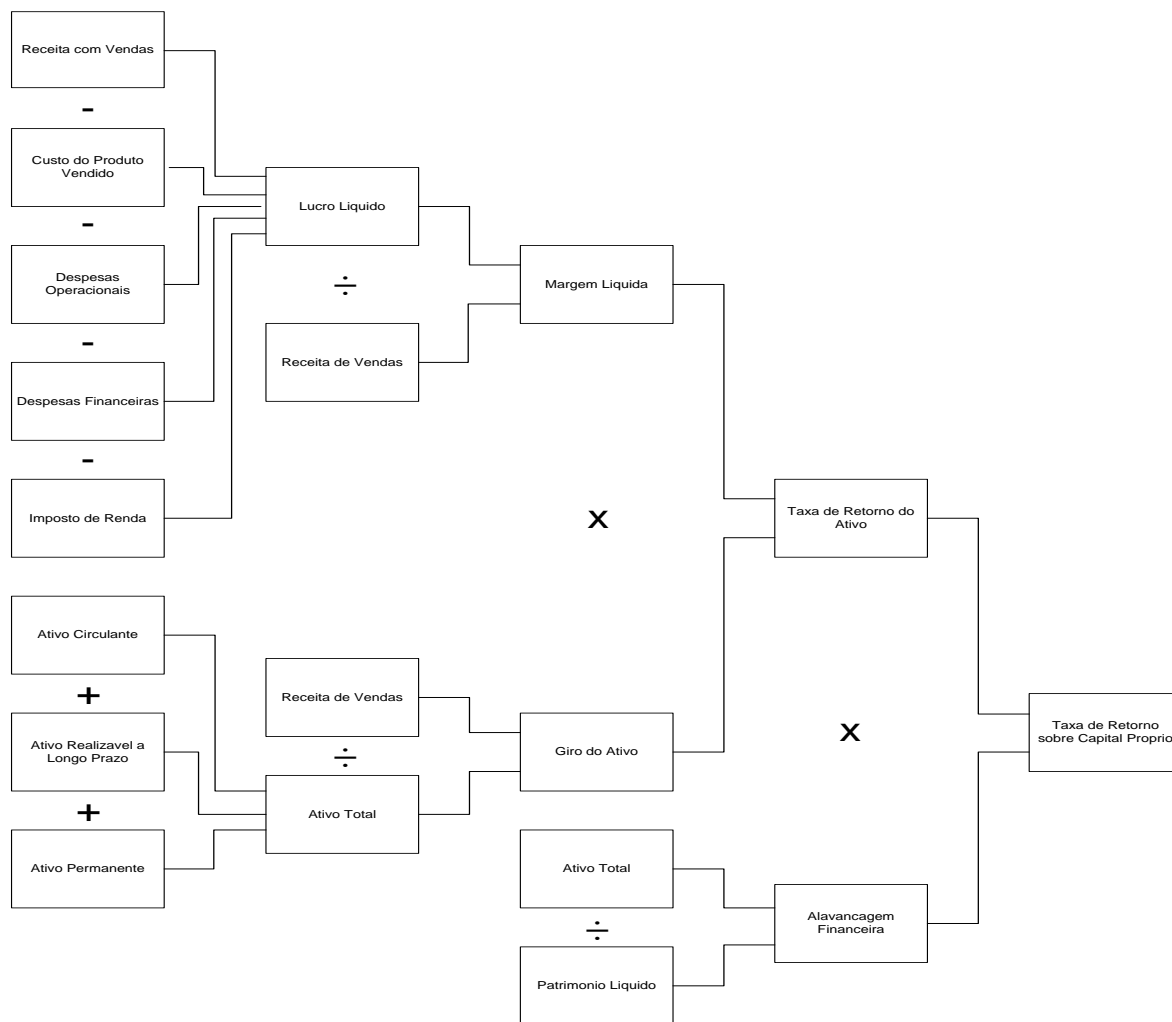 Receita com Vendas
-
Custo do Produto
Vendido
-
Despesas
Operacionais
-
Despesas Financeiras
-
Imposto de Renda
Lucro Liquido
÷
Receita de Vendas
Margem Liquida
x
Ativo Circulante
+
Ativo Realizavel a
Longo Prazo
+
Ativo Permanente
Receita de Vendas
÷
Ativo Total
Giro do Ativo
Taxa de Retorno do
Ativo
x
Ativo Total
÷
Patrimonio Liquido
Alavancagem
Financeira
Taxa de Retorno
sobre Capital Proprio